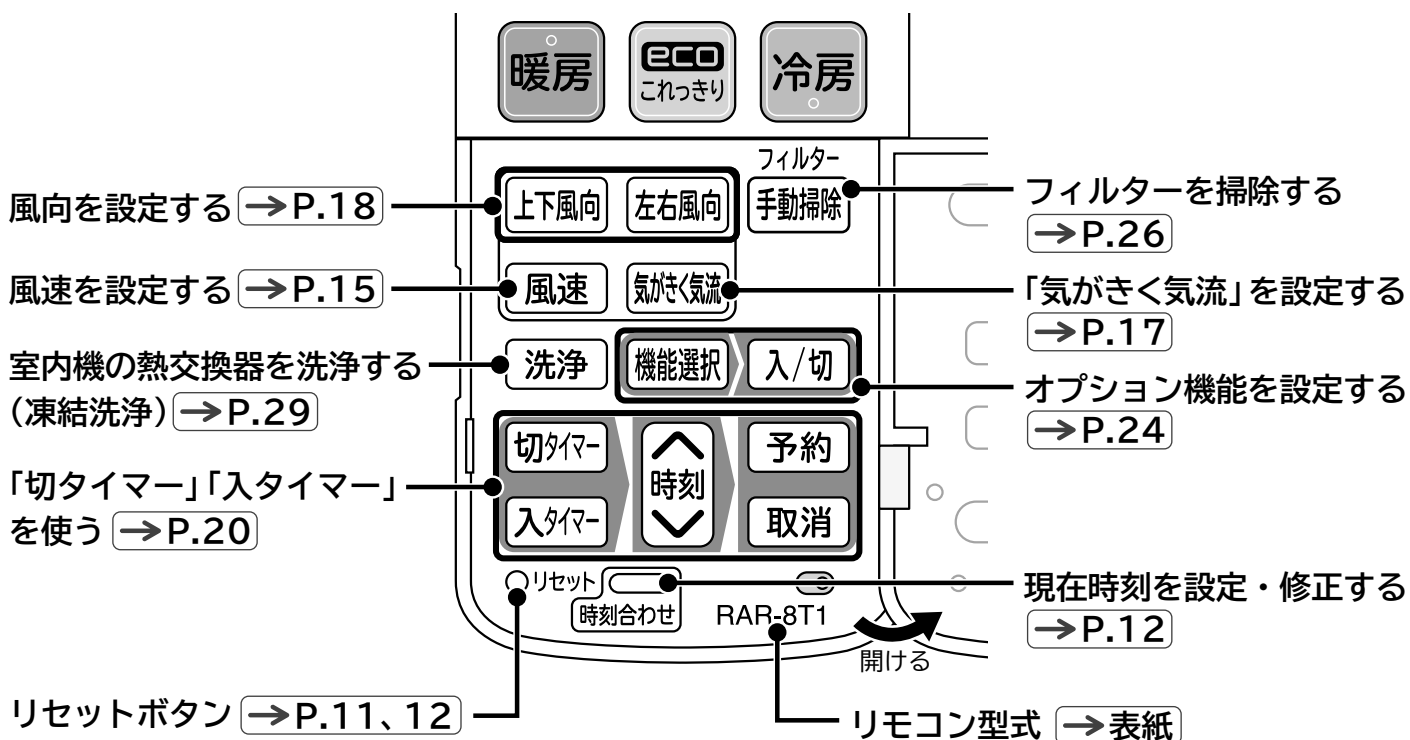 暖房
eco
これっきり
冷房
フィルター
上下風向
左右風向
手動掃除
風速
気がきく気流
洗浄
機能選択
入/切
切タイマー
時刻
予約
入タイマー
取消
リセット
時刻合わせ
RAR-8T1
開ける
風向を設定する →P.18
風速を設定する →P.15
室内機の熱交換器を洗浄する
(凍結洗浄) →P.29
「切タイマー」「入タイマー」
を使う →P.20
リセットボタン →P.11、12
フィルターを掃除する
→P.26
「気がきく気流」を設定する
→P.17
オプション機能を設定する
→P.24
現在時刻を設定・修正する
→P.12
リモコン型式 →表紙